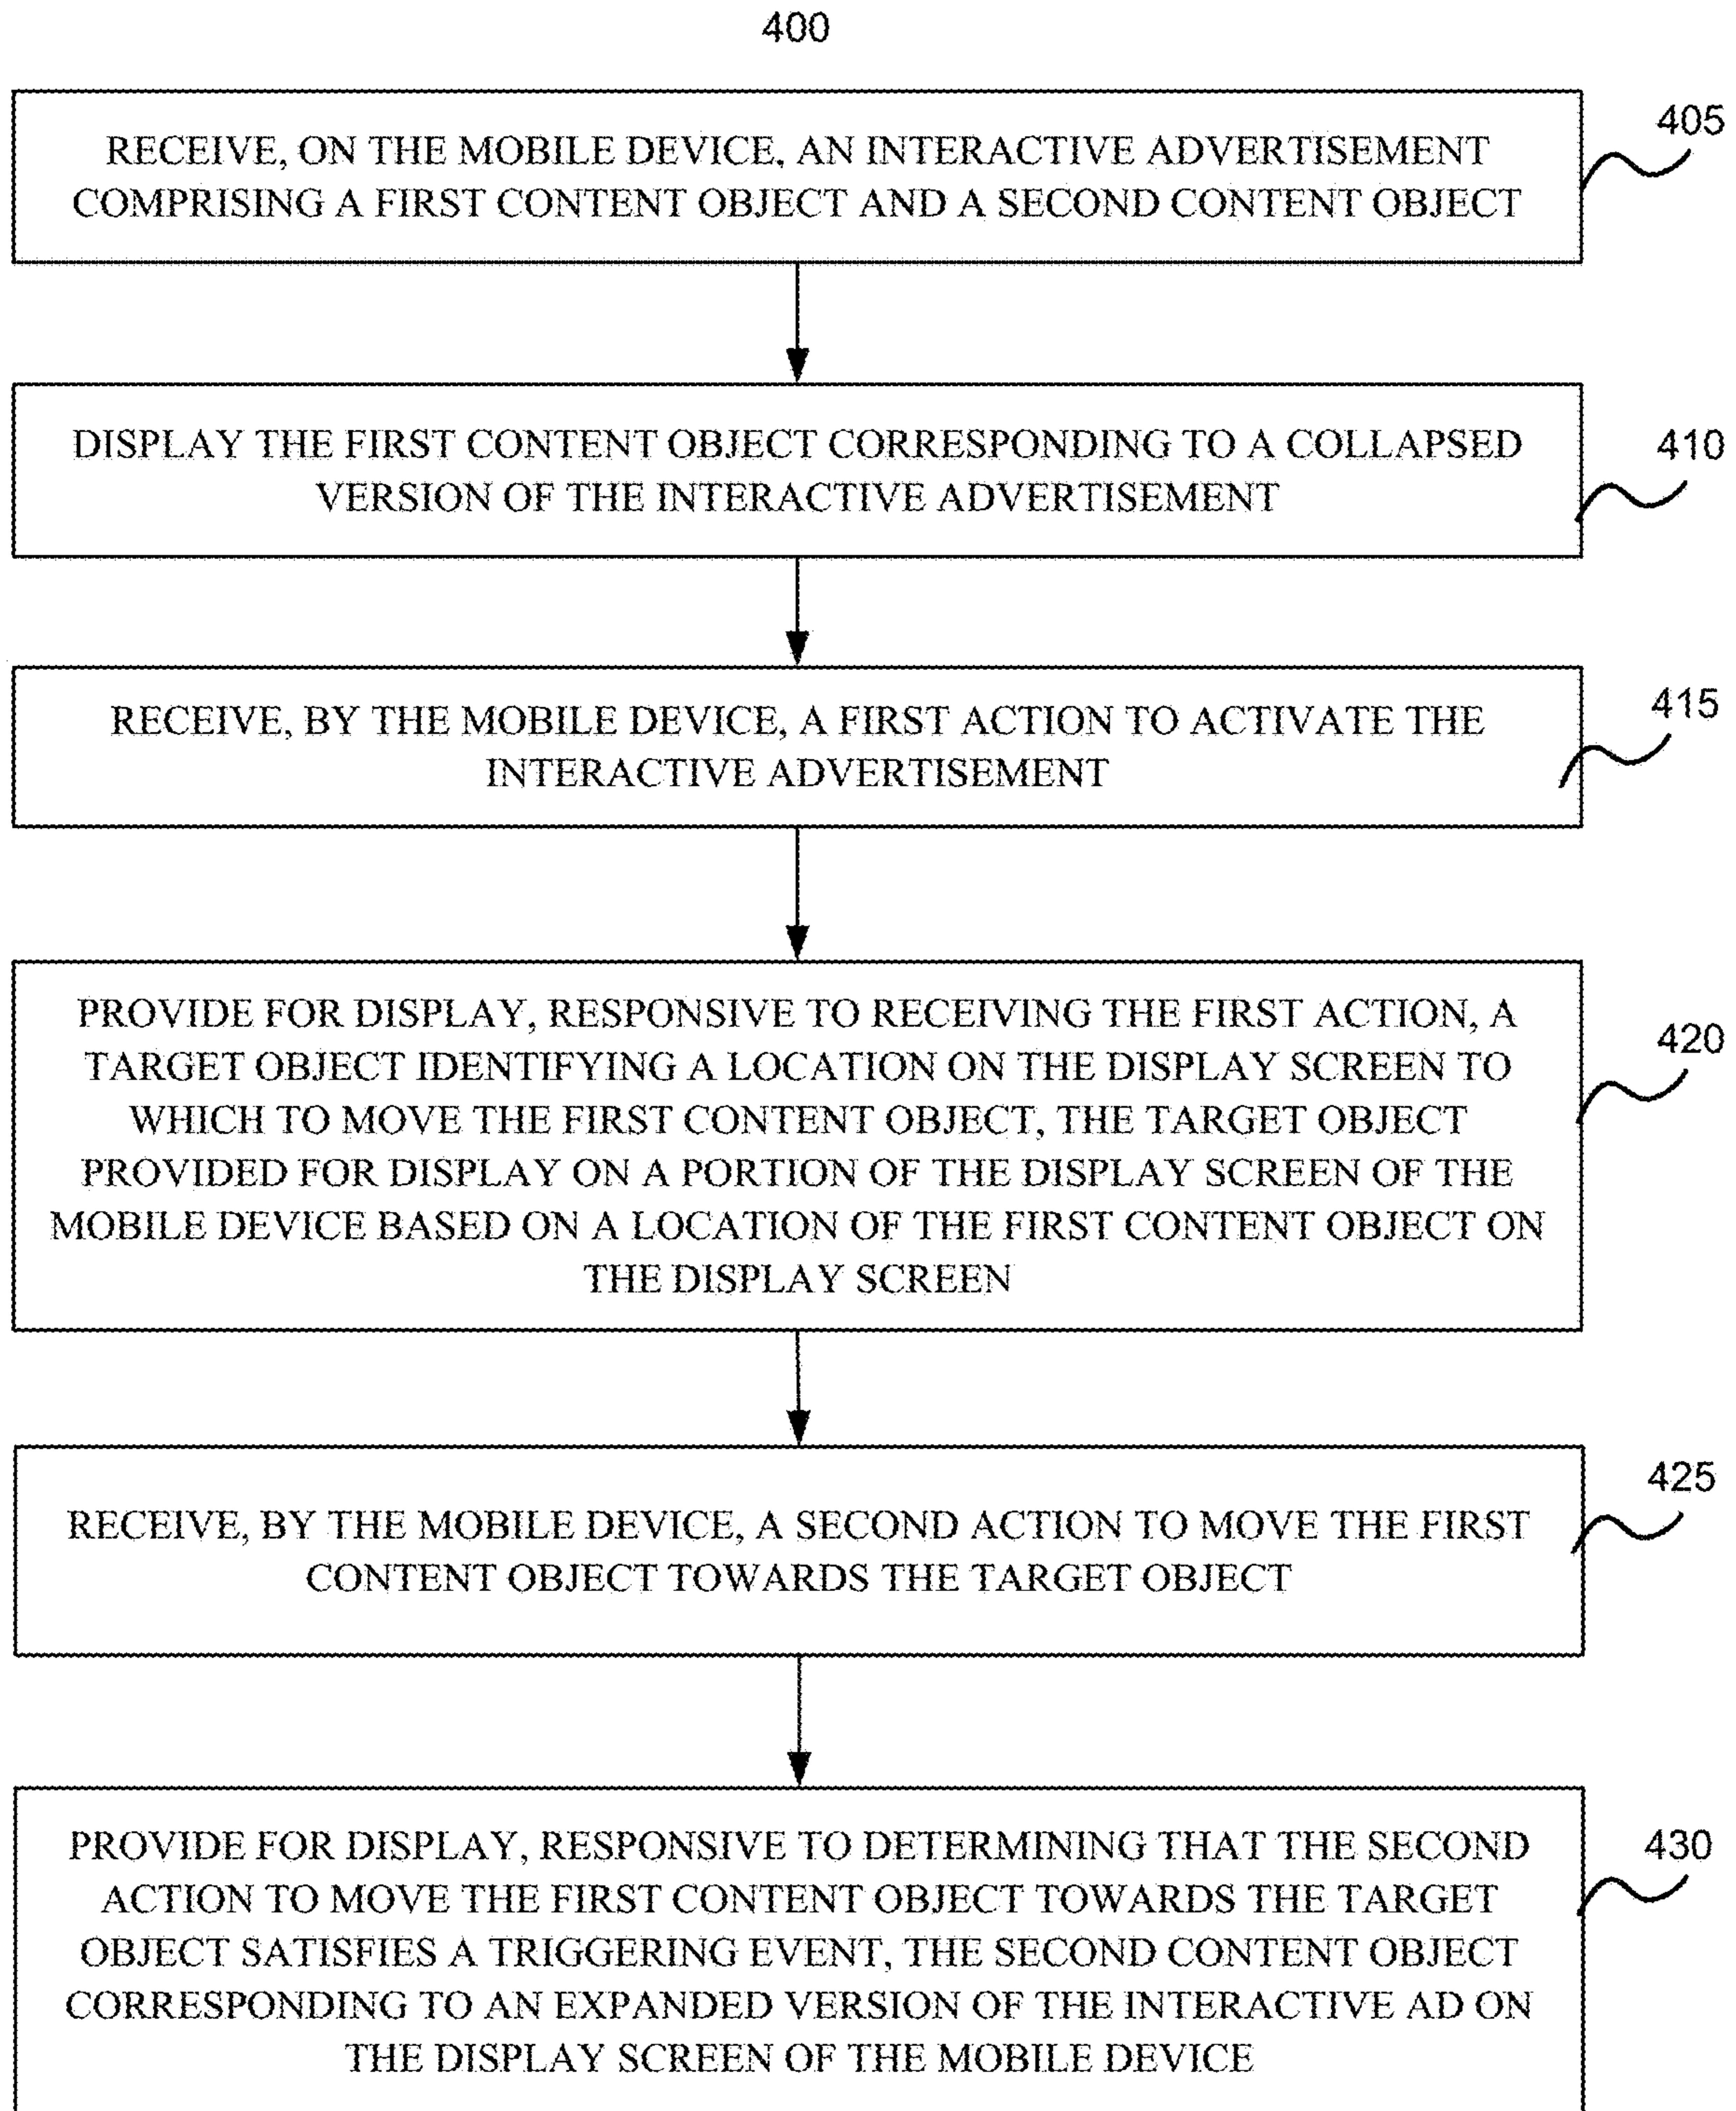 400
405
RECEIVE, ON THE MOBILE DEVICE, AN INTERACTIVE ADVERTISEMENT
COMPRISING A FIRST CONTENT OBJECT AND A SECOND CONTENT OBJECT
410
DISPLAY THE FIRST CONTENT OBJECT CORRESPONDING TO A COLLAPSED
VERSION OF THE INTERACTIVE ADVERTISEMENT
415
RECEIVE, BY THE MOBILE DEVICE, A FIRST ACTION TO ACTIVATE THE
INTERACTIVE ADVERTISEMENT
420
PROVIDE FOR DISPLAY, RESPONSIVE TO RECEIVING THE FIRST ACTION, A
TARGET OBJECT IDENTIFYING A LOCATION ON THE DISPLAY SCREEN TO
WHICH TO MOVE THE FIRST CONTENT OBJECT, THE TARGET OBJECT
PROVIDED FOR DISPLAY ON A PORTION OF THE DISPLAY SCREEN OF THE
MOBILE DEVICE BASED ON A LOCATION OF THE FIRST CONTENT OBJECT ON
THE DISPLAY SCREEN
425
RECEIVE, BY THE MOBILE DEVICE, A SECOND ACTION TO MOVE THE FIRST
CONTENT OBJECT TOWARDS THE TARGET OBJECT
430
PROVIDE FOR DISPLAY, RESPONSIVE TO DETERMINING THAT THE SECOND
ACTION TO MOVE THE FIRST CONTENT OBJECT TOWARDS THE TARGET
OBJECT SATISFIES A TRIGGERING EVENT, THE SECOND CONTENT OBJECT
CORRESPONDING TO AN EXPANDED VERSION OF THE INTERACTIVE AD ON
THE DISPLAY SCREEN OF THE MOBILE DEVICE